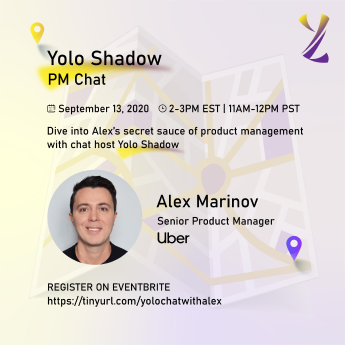 Yolo Shadow
PM Chat
September 13, 2020 2-3PM EST | 11AM-12PM PST
Dive into Alex's secret sauce of product management
with chat host Yolo Shadow
Alex Marinov
Senior Product Manager
Uber
REGISTER ON EVENTBRITE
https://tinyurl.com/yolochatwithalex